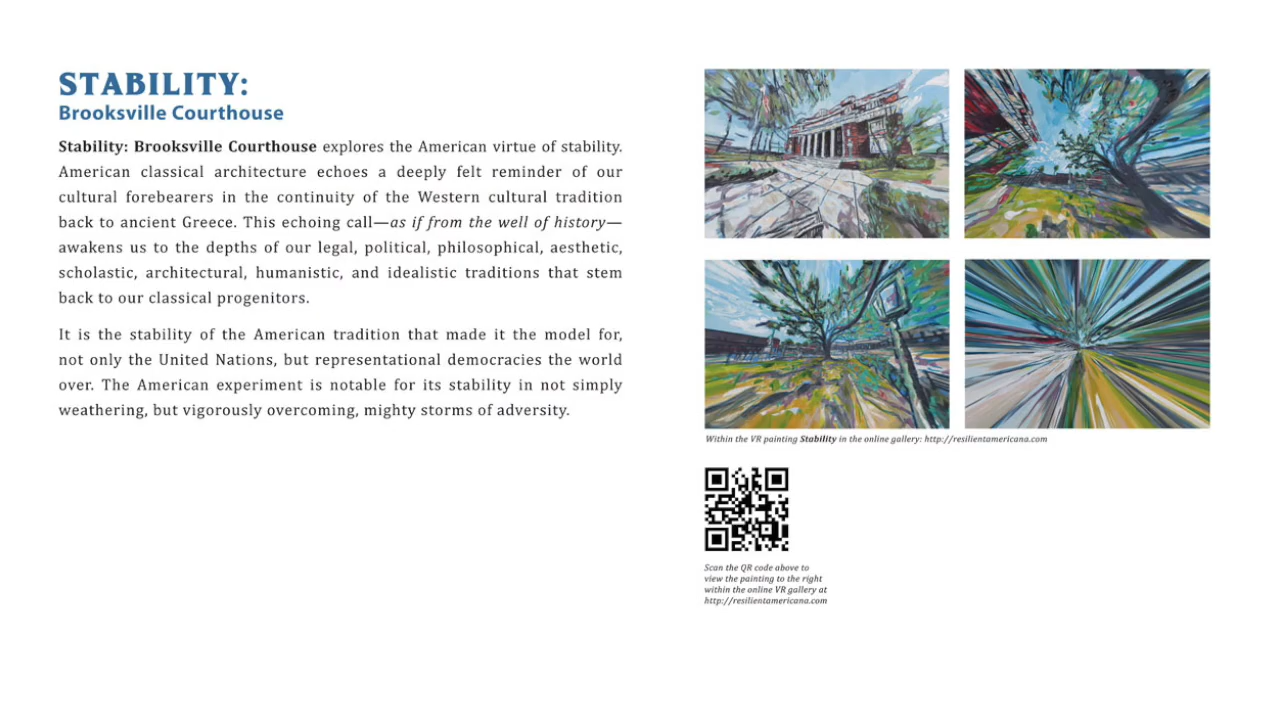 STABILITY:
Brooksville Courthouse
Stability: Brooksville Courthouse explores the American virtue of stability.
American classical architecture echoes a deeply felt reminder of our
cultural forebearers in the continuity of the Western cultural tradition
back to ancient Greece. This echoing call—as if from the well of history—
awakens us to the depths of our legal, political, philosophical, aesthetic,
scholastic, architectural, humanistic, and idealistic traditions that stem
back to our classical progenitors.
It is the stability of the American tradition that made it the model for,
not only the United Nations, but representational democracies the world
over. The American experiment is notable for its stability in not simply
weathering, but vigorously overcoming, mighty storms of adversity.
Within the VR painting Stability in the online gallery: http://resilientamericana.com
Scan the QR code above to
view the painting to the right
within the online VR gallery at
http://resilientamericana.com